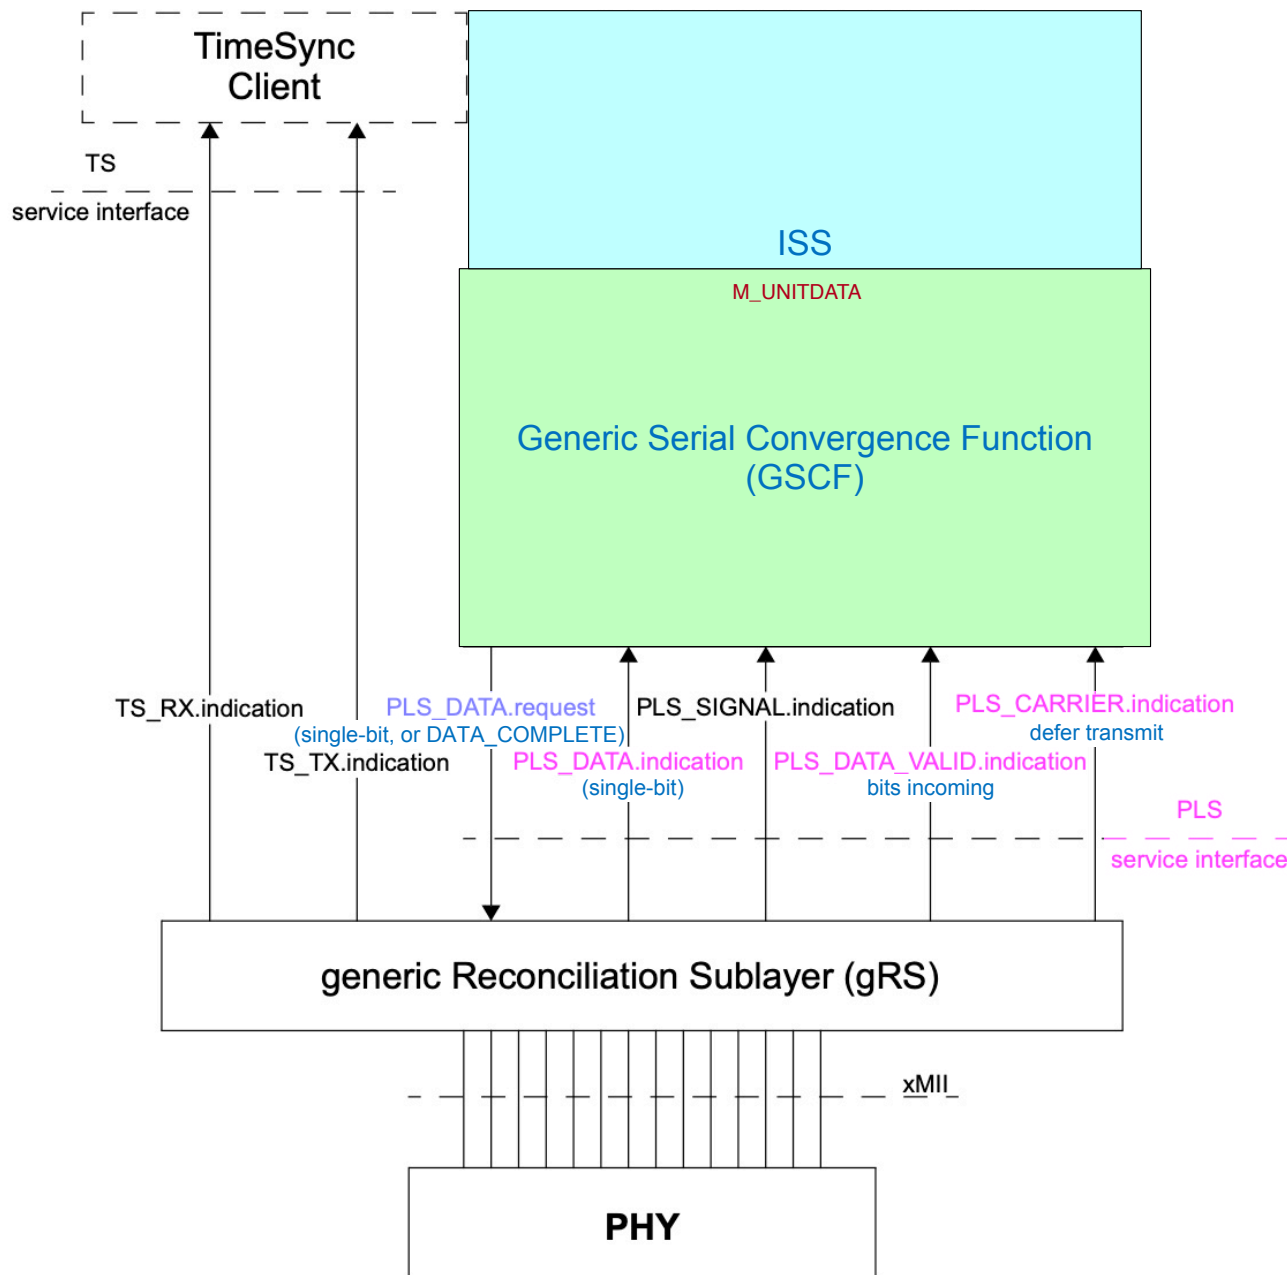 TimeSync
Client
TS
service interface
ISS
M_UNITDATA
Generic Serial Convergence Function
(GSCF)
TS_RX.indication
PLS_DATA.request
PLS_SIGNAL.indication
PLS_CARRIER.indication
(single-bit, or DATA_COMPLETE)
defer transmit
TS_TX.indication
PLS_DATA.indication
PLS_DATA_VALID.indication
(single-bit)
bits incoming
PLS
service interface
generic Reconciliation Sublayer (gRS)
xMII
PHY